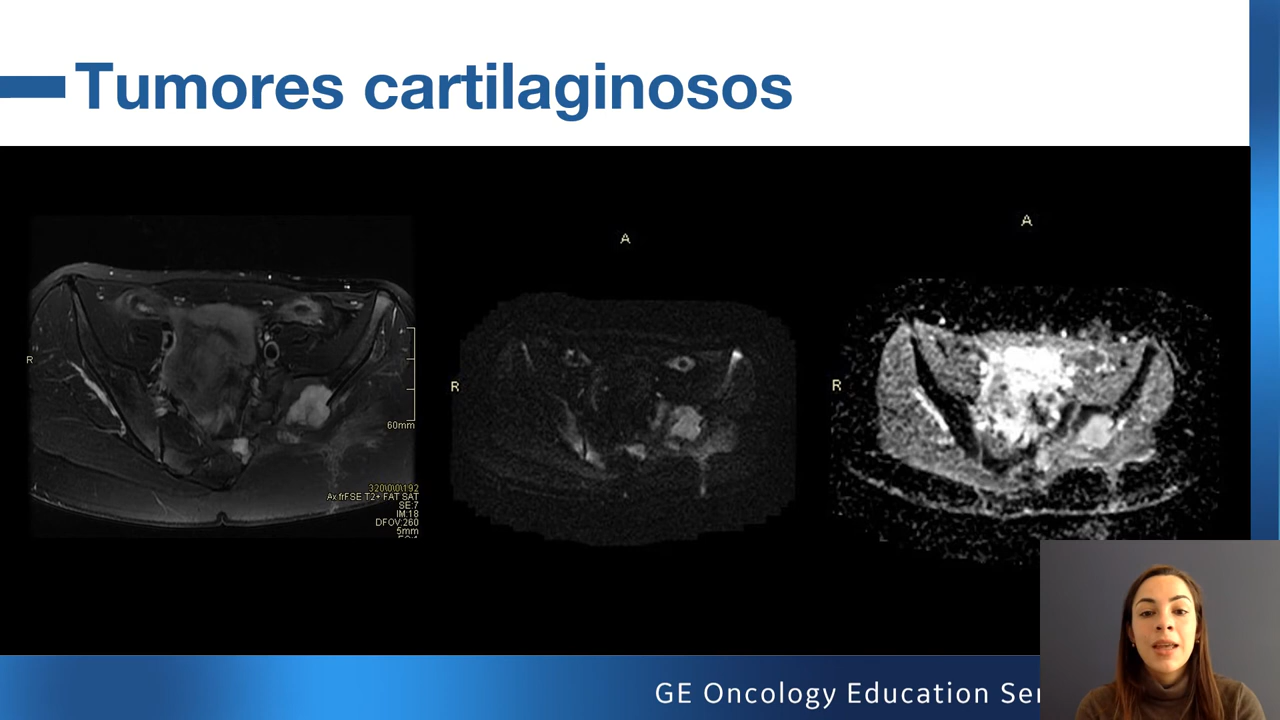 Tumores cartilaginosos
A
A
R
R
R
60mm
320\0\0\192
Ax frFSE T2+ FAT SAT
SE:7
IM:18
DFOV:260
5mm
GE Oncology Education Ser